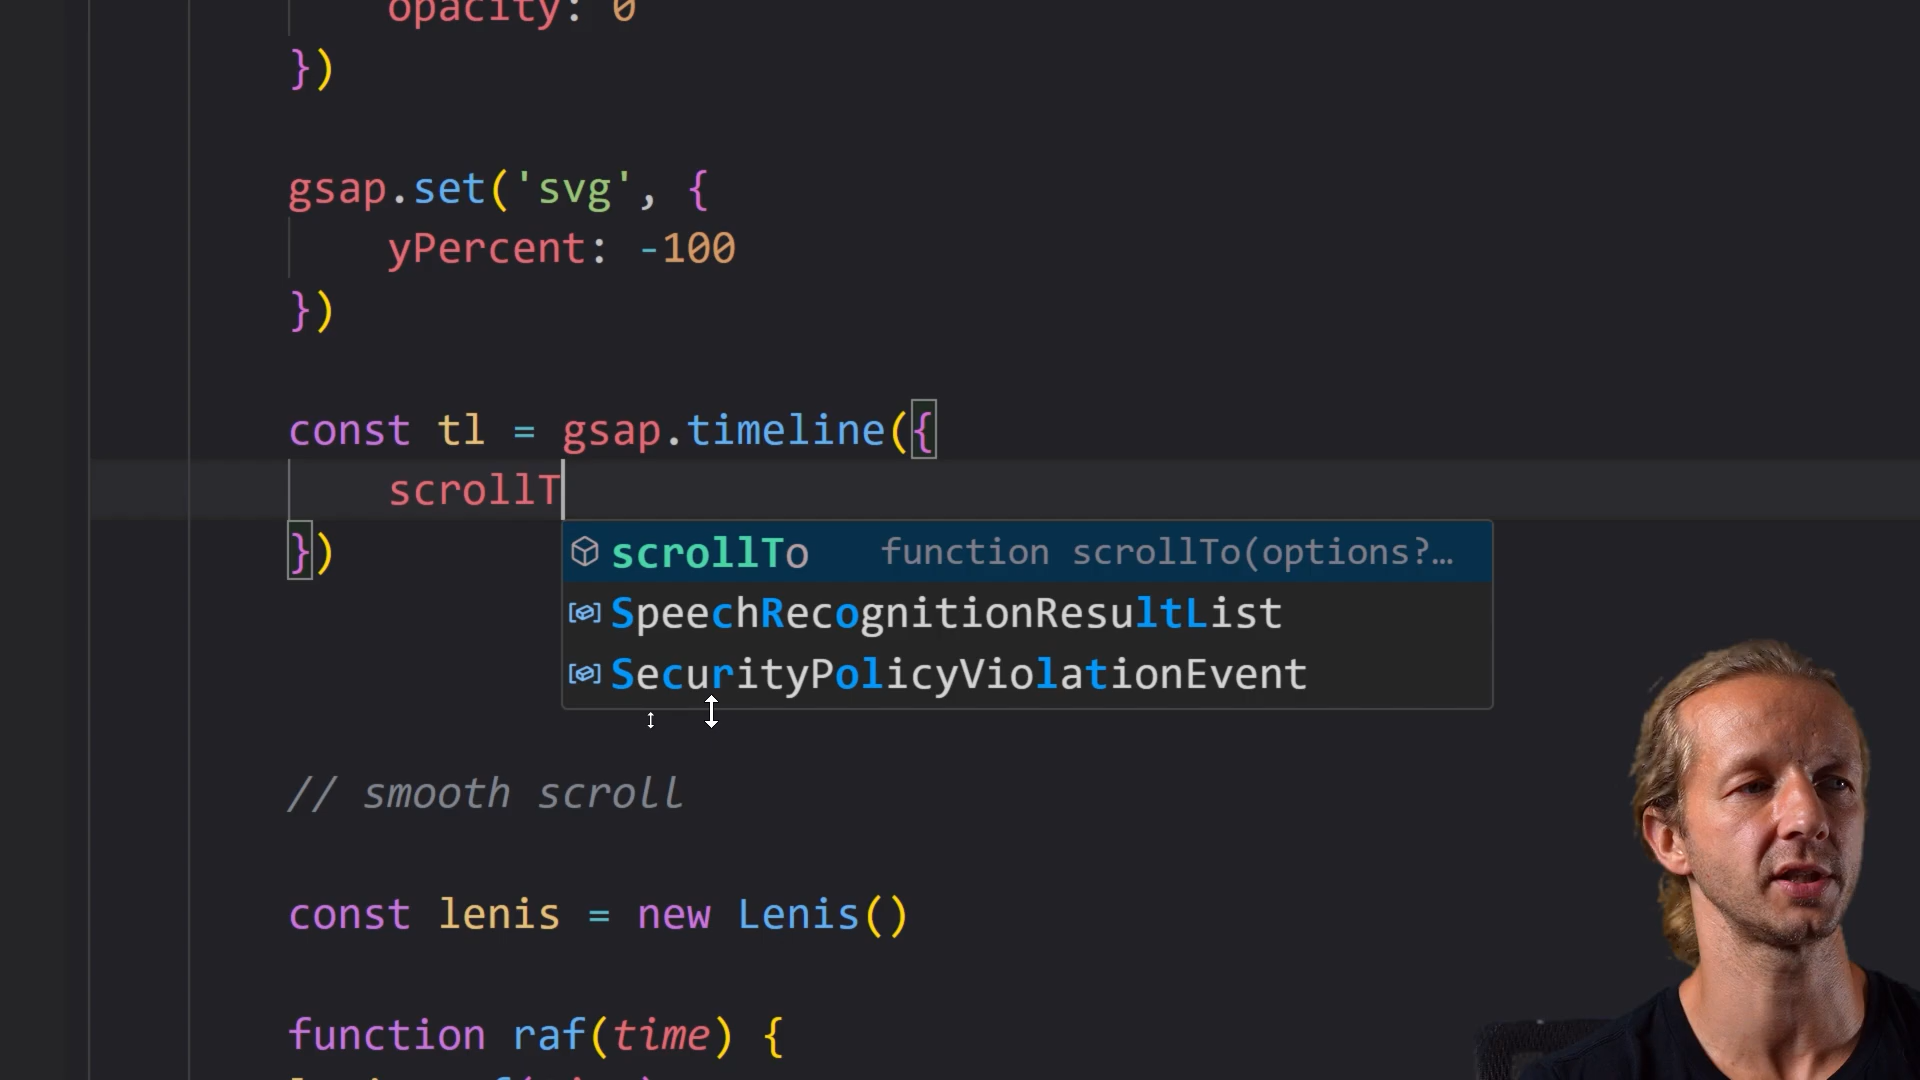 opacity: 0
})
gsap.set('svg', {
yPercent: -100
})
const tl = gsap.timeline({
scrollT
})
scrollTo function scrollTo(options?…
SpeechRecognitionResultList
SecurityPolicyViolationEvent
// smooth scroll
const lenis = new Lenis()
function raf(time) {